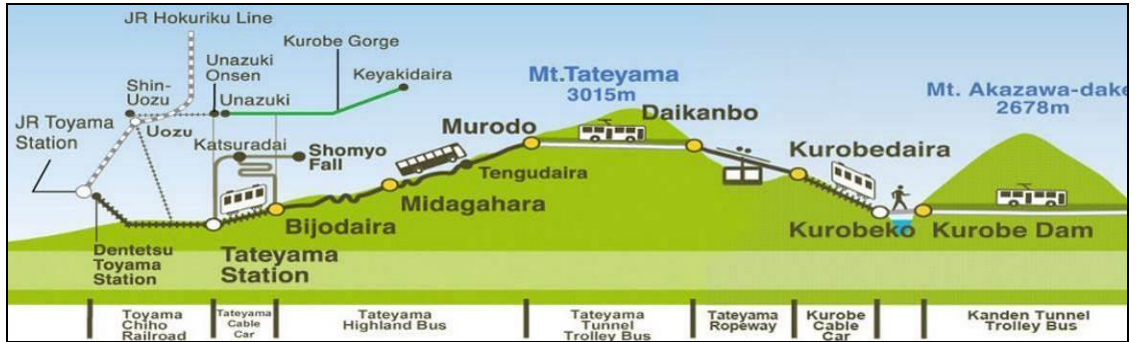 JR Hokuriku Line
Kurobe Gorge
Unazuki
Onsen
Keyakidaira
Shin-
Uozu
Unazuki
Uozu
JR Toyama
Station
Katsuradai
Shomyo
Fall
Mt.Tateyama
3015m
Mt. Akazawa-dake
2678m
Murodo
Daikanbo
Tengudaira
Kurobedaira
Midagahara
Bijodaira
Kurobeko
Kurobe Dam
Dentetsu
Toyama
Station
Tateyama
Station
Toyama
Chiho
Railroad
Tateyama
Cable
Car
Tateyama
Highland Bus
Tateyama
Tunnel
Trolley Bus
Tateyama
Ropeway
Kurobe
Cable
Car
Kanden Tunnel
Trolley Bus